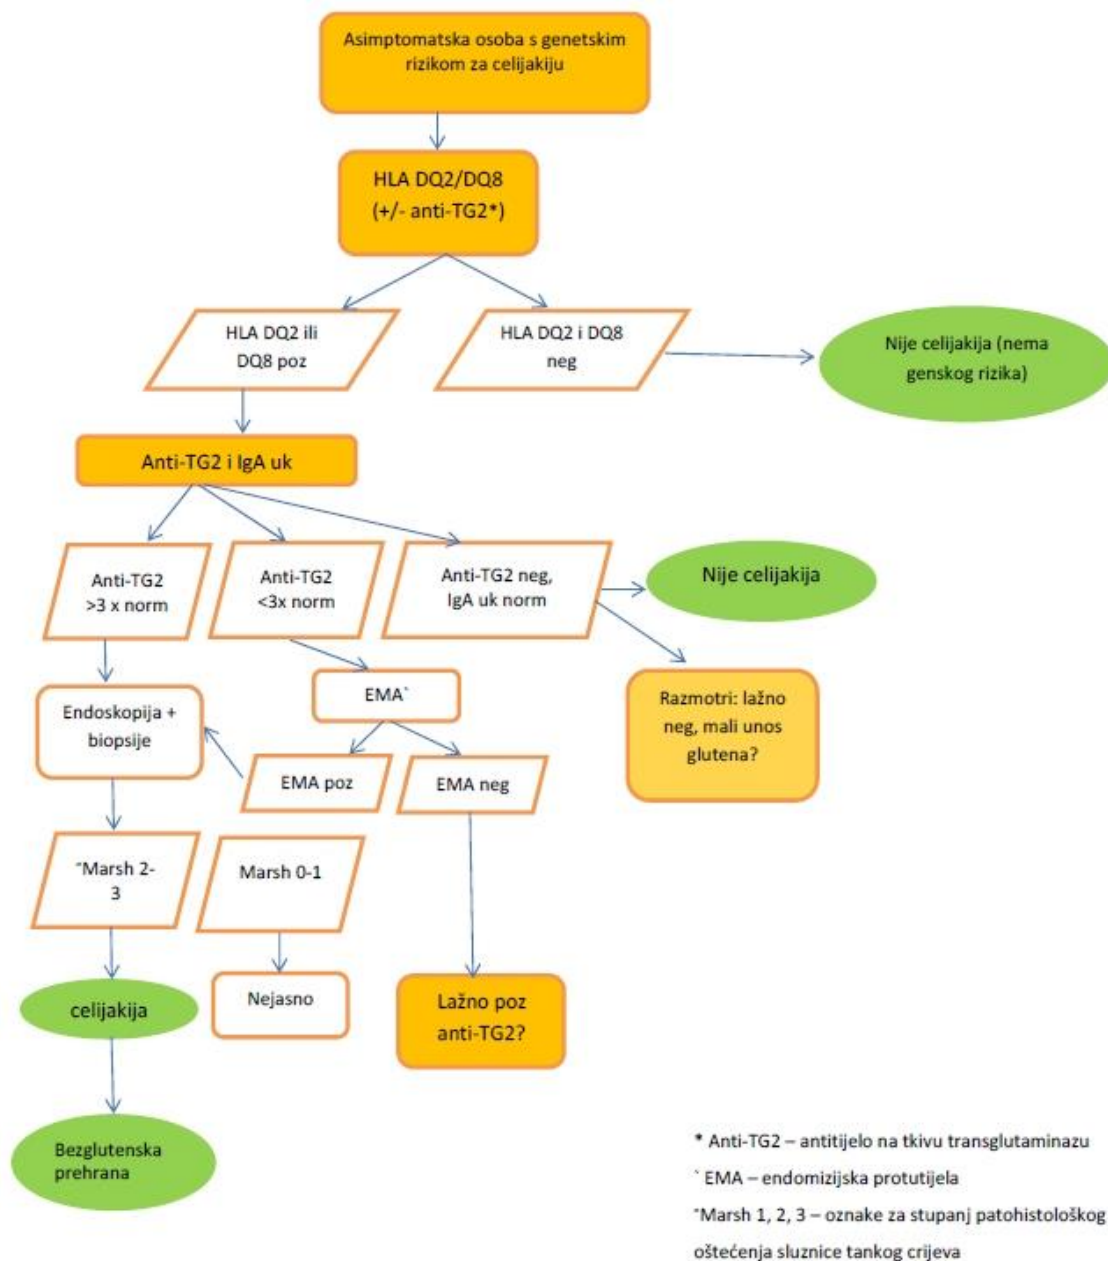 Asimptomatska osoba s genetskim
rizikom za celijakiju
HLA DQ2/DQ8
(+/- anti-TG2*)
HLA DQ2 ili
DQ8 poz
HLA DQ2 i DQ8
neg
Nije celijakija (nema
genskog rizika)
Anti-TG2 i IgA uk
Anti-TG2
>3 x norm
Anti-TG2
<3x norm
Anti-TG2 neg,
IgA uk norm
Nije celijakija
Endoskopija +
biopsije
EMA`
Razmotri: lažno
neg, mali unos
glutena?
EMA poz
EMA neg
"Marsh 2-
3
Marsh 0-1
celijakija
Nejasno
Lažno poz
anti-TG2?
Bezglutenska
prehrana
* Anti-TG2 – antitijelo na tkivu transglutaminazu
` EMA – endomizijska protutijela
"Marsh 1, 2, 3 – oznake za stupanj patohistološkog
oštećenja sluznice tankog crijeva